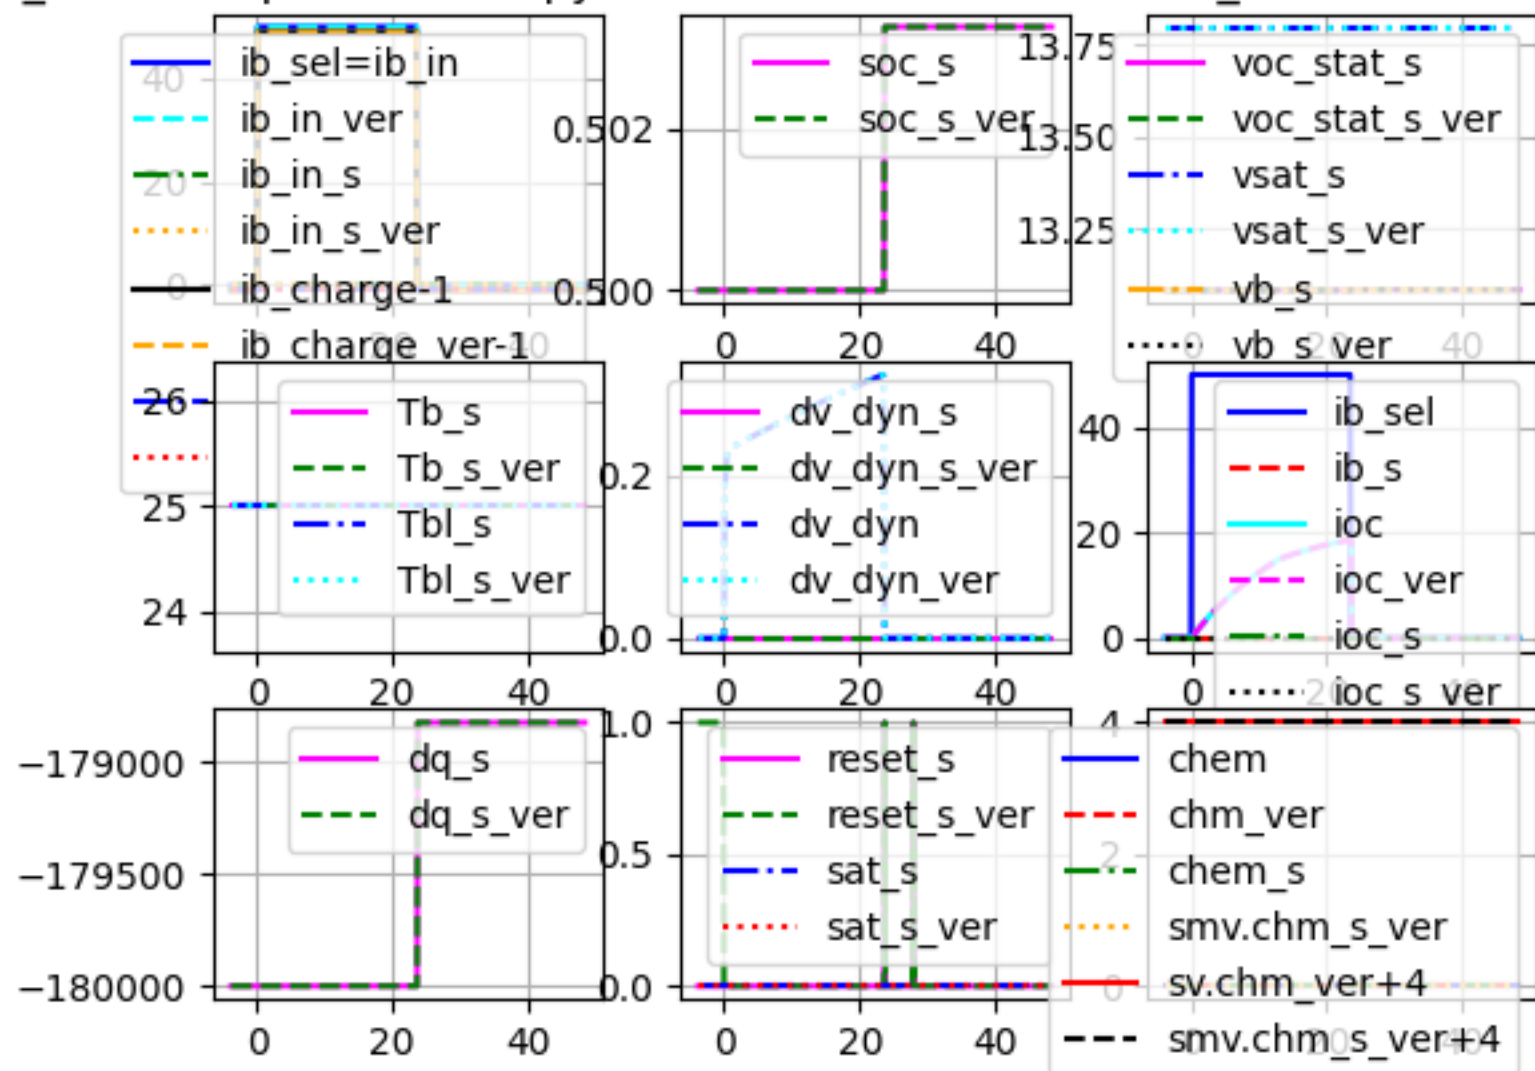 40
20
0
ib_sel=ib_in
ib_in_ver
ib_in_s
ib_in_s_ver
ib_charge-1
ib_charge_ver-1
20
40
0.502
0.500
soc_s
soc_s_ver
0
20
40
13.75
13.50
13.25
voc_stat_s
voc_stat_s_ver
vsat_s
vsat_s_ver
vb_s
vb_s_ver
0
20
40
26
25
24
Tb_s
Tb_s_ver
Tbl_s
Tbl_s_ver
0
20
40
0.2
0.0
dv_dyn_s
dv_dyn_s_ver
dv_dyn
dv_dyn_ver
0
20
40
40
20
0
ib_sel
ib_s
ioc
ioc_ver
ioc_s
ioc_s_ver
0
20
40
−179000
−179500
−180000
dq_s
dq_s_ver
0
20
40
1.0
0.5
0.0
reset_s
reset_s_ver
sat_s
sat_s_ver
0
20
40
4
2
0
chem
chm_ver
chem_s
smv.chm_s_ver
sv.chm_ver+4
smv.chm_s_ver+4
0
20
40